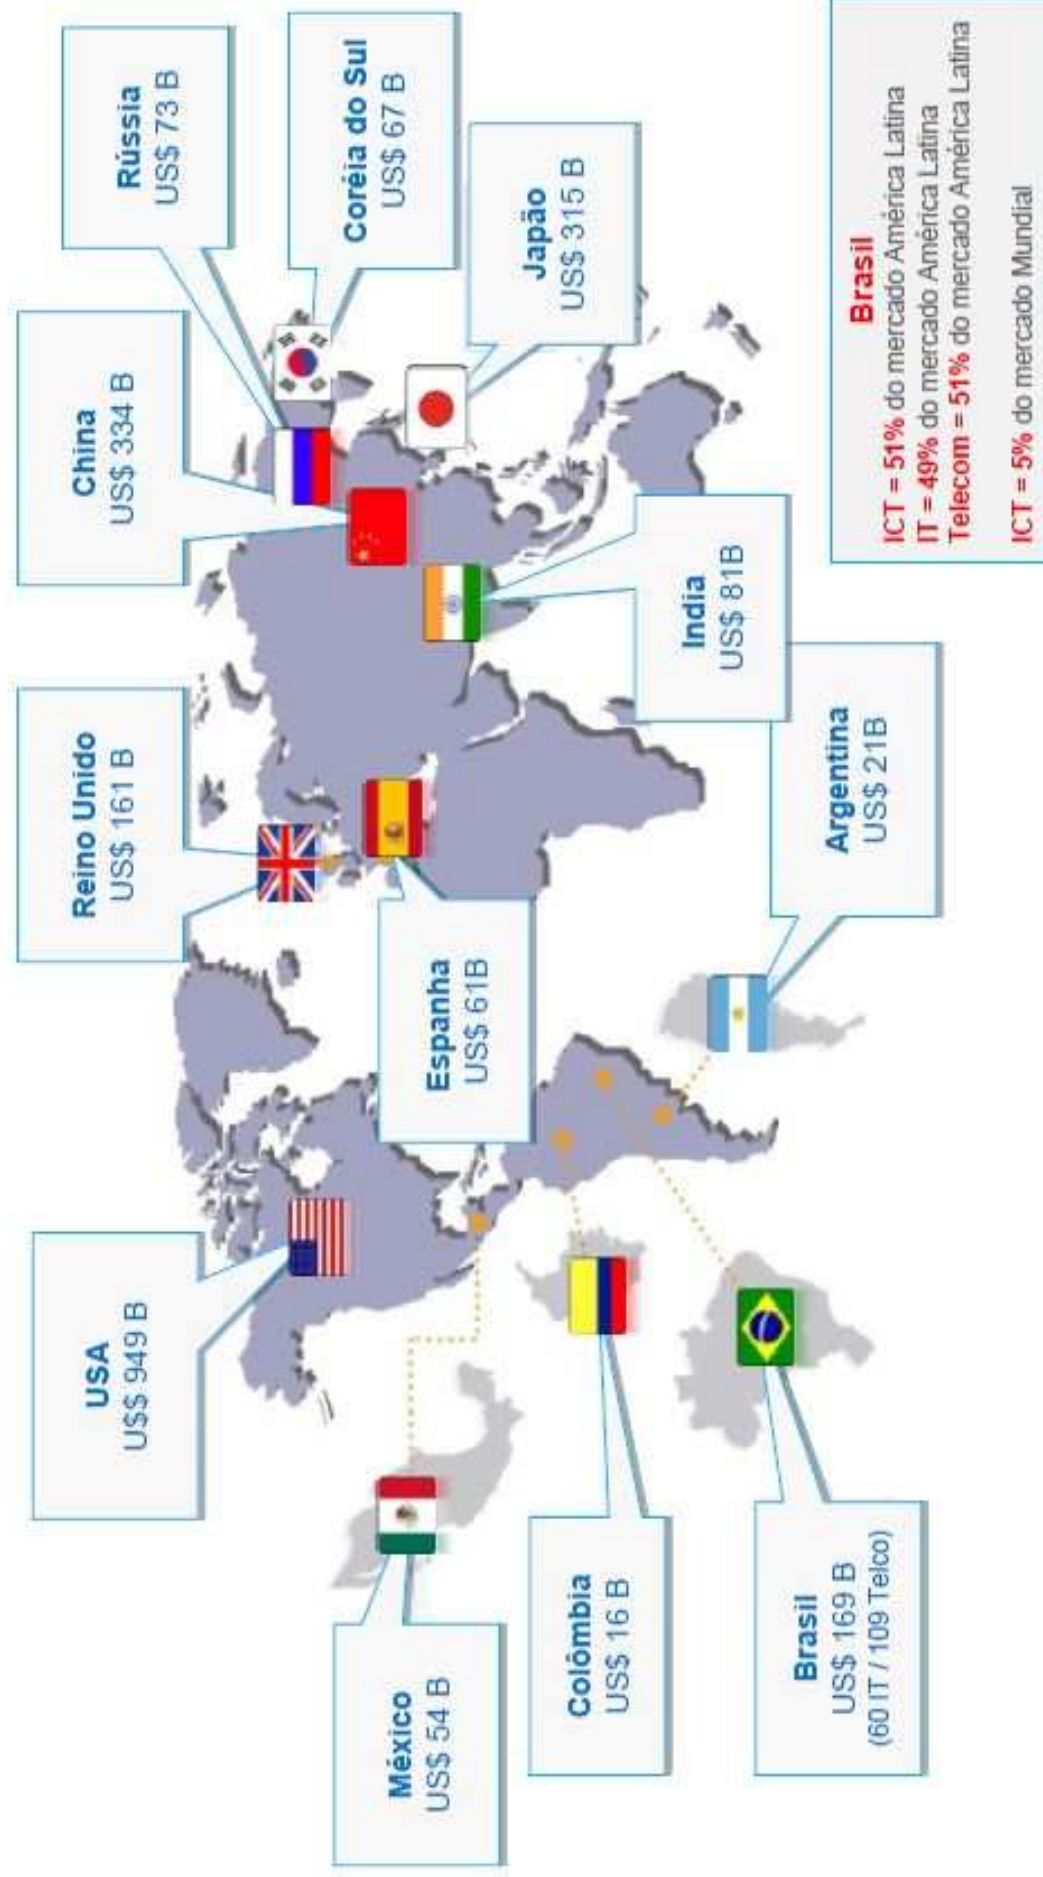 USA
US$ 949 B
Reino Unido
US$ 161 B
China
US$ 334 B
Rússia
US$ 73 B
Coréia do Sul
US$ 67 B
México
US$ 54 B
Espanha
US$ 61B
Japão
US$ 315 B
Colômbia
US$ 16 B
India
US$ 81B
Brasil
US$ 169 B
(60 IT / 109 Telco)
Argentina
US$ 21B
Brasil
ICT = 51% do mercado América Latina
IT = 49% do mercado América Latina
Telecom = 51% do mercado América Latina
ICT = 5% do mercado Mundial